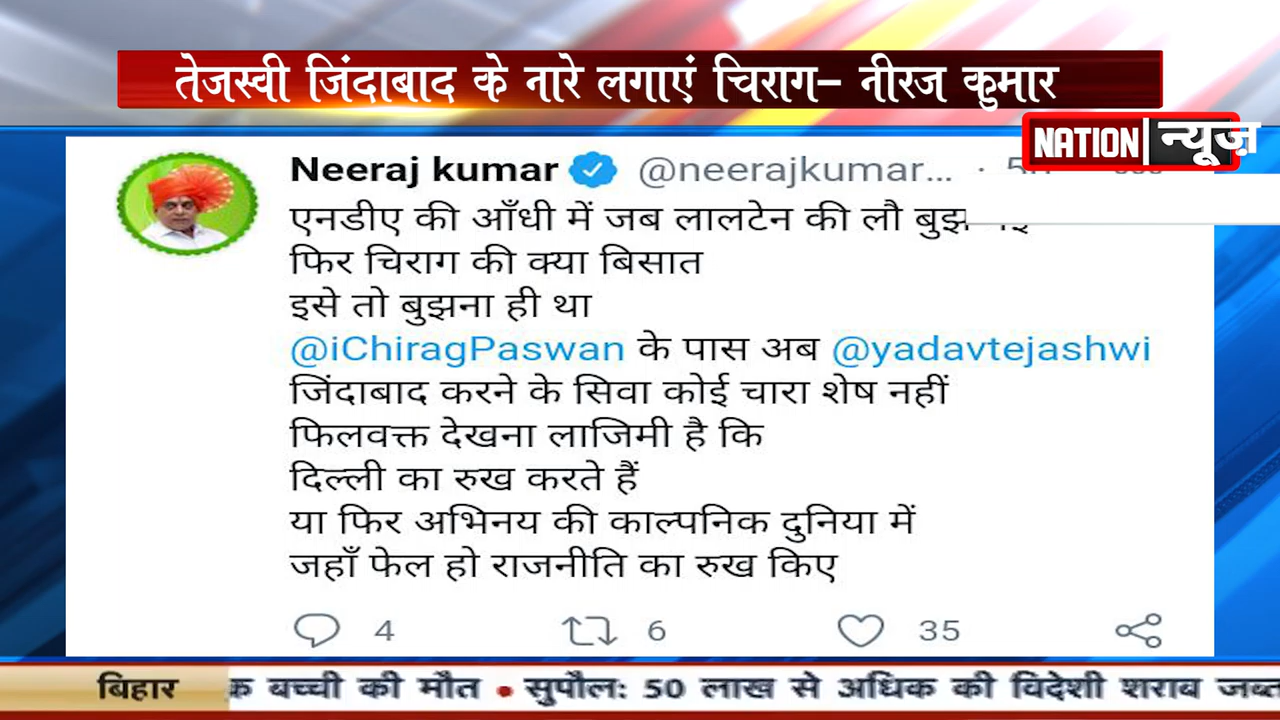 तेजस्वी जिंदाबाद के नारे लगाएं चिराग– नीरज कुमार
NATION न्यूज़
Neeraj kumar @neerajkumar... ·
एनडीए की आँधी में जब लालटेन की लौ बुझ
फिर चिराग की क्या बिसात
इसे तो बुझना ही था
@iChiragPaswan के पास अब @yadavtejashwi
जिंदाबाद करने के सिवा कोई चारा शेष नहीं
फिलवक्त देखना लाजिमी है कि
दिल्ली का रुख करते हैं
या फिर अभिनय की काल्पनिक दुनिया में
जहाँ फेल हो राजनीति का रुख किए
4 6 35
बिहार बच्ची की मौत • सुपौल: 50 लाख से अधिक की विदेशी शराब जब्त